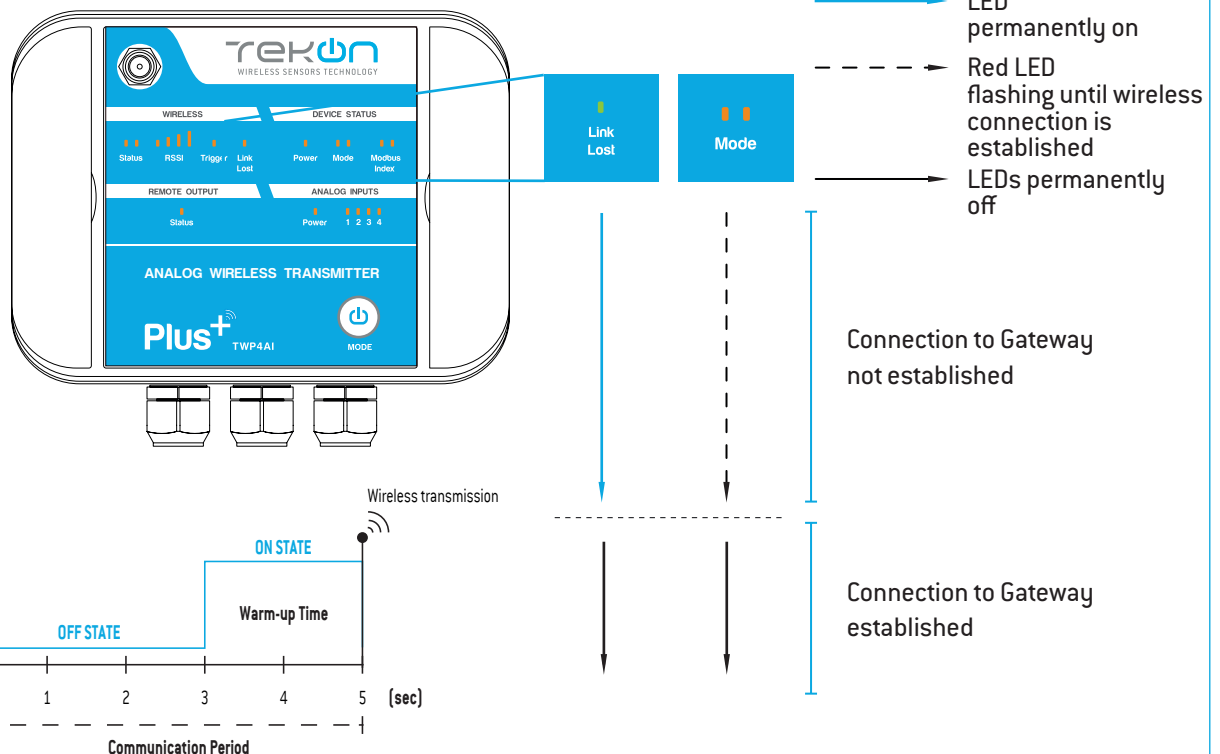 TEKON
WIRELESS SENSORS TECHNOLOGY
WIRELESS
DEVICE STATUS
Status RSSI Trigger Link Lost
Power Mode Modbus Index
REMOTE OUTPUT
ANALOG INPUTS
Status
Power 1 2 3 4
ANALOG WIRELESS TRANSMITTER
Plus+ TWP4AI
MODE
Link
Lost
Mode
LED
permanently on
Red LED
flashing until wireless
connection is
established
LEDs permanently
off
Connection to Gateway
not established
Connection to Gateway
established
Wireless transmission
ON STATE
Warm-up Time
OFF STATE
1 2 3 4 5 (sec)
Communication Period